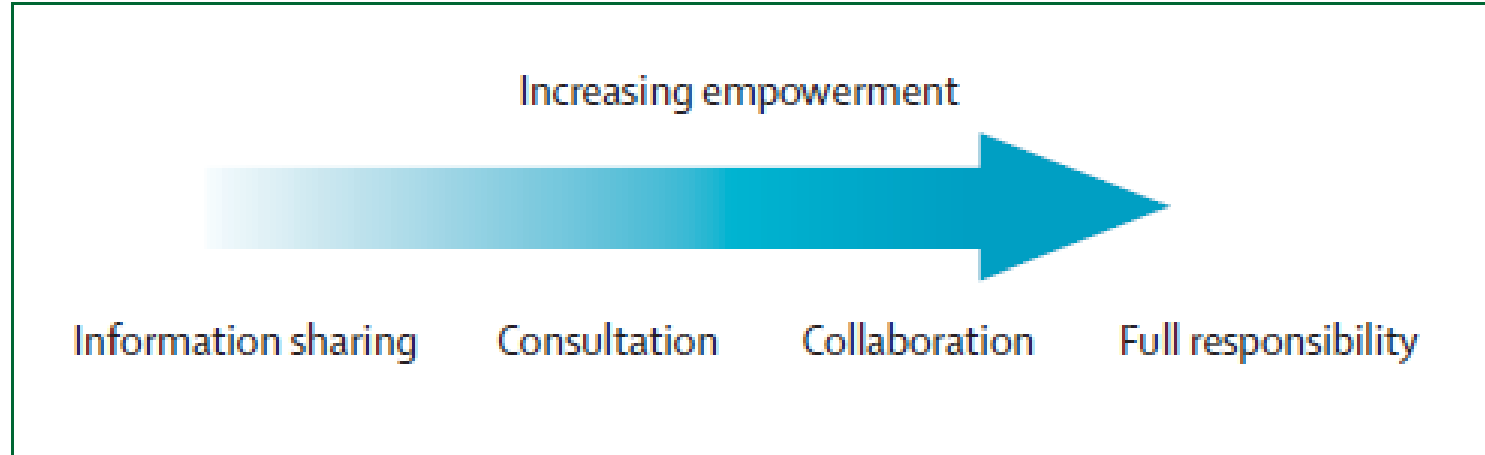 Increasing empowerment
Information sharing Consultation Collaboration Full responsibility